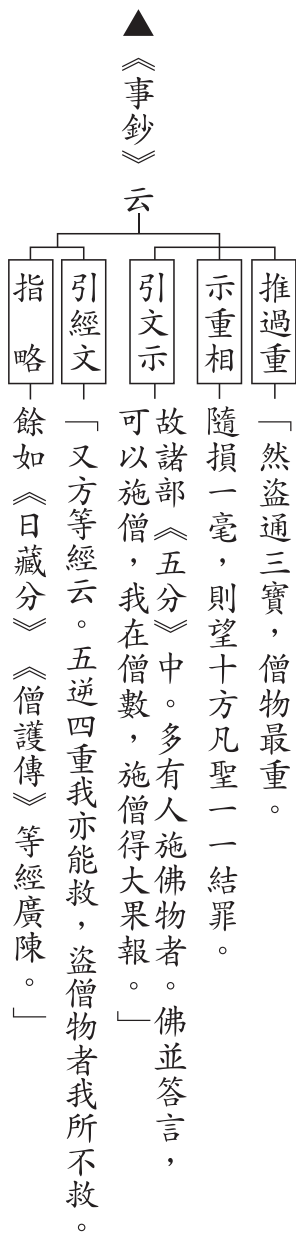 ▲《事鈔》云
推過重
「然盜通三寶，僧物最重。
示重相
隨損一毫，則望十方凡聖一一結罪。
引文示
故諸部《五分》中。多有人施佛物者。佛並答言，
可以施僧，我在僧數，施僧得大果報。」
引經文
「又方等經云。五逆四重我亦能救，盜僧物者我所不救。
指略
餘如《日藏分》《僧護傳》等經廣陳。」